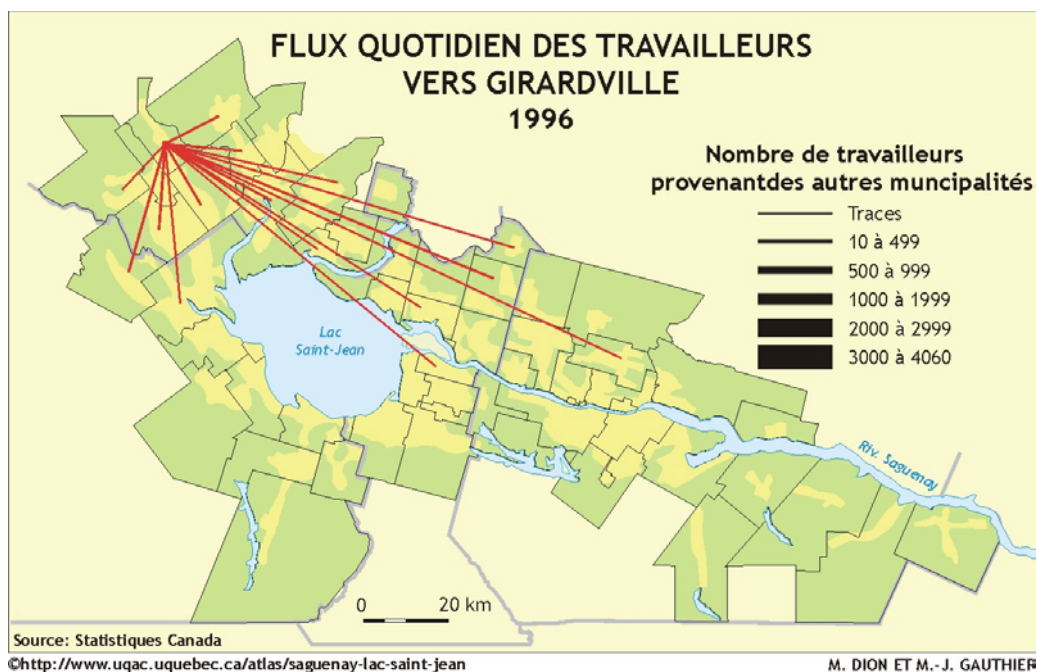 FLUX QUOTIDIEN DES TRAVAILLEURS
VERS GIRARDVILLE
1996
Nombre de travailleurs
provenantdes autres muncipalités
Traces
10 à 499
500 à 999
1000 à 1999
2000 à 2999
3000 à 4060
Lac
Saint-Jean
Riv. Saguenay
0 20 km
Source: Statistiques Canada
©http://www.uqac.uquebec.ca/atlas/saguenay-lac-saint-jean
M. DION ET M.-J. GAUTHIER